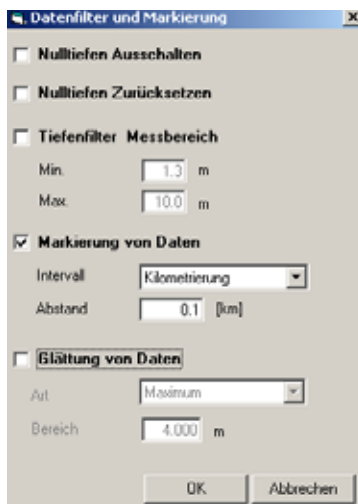 Datenfilter und Markierung
Nulltiefen Ausschalten
Nulltiefen Zurücksetzen
Tiefenfilter Messbereich
Min. 1.3 m
Max. 10.0 m
Markierung von Daten
Intervall Kilometrierung
Abstand 0.1 [km]
Glättung von Daten
Art Maximum
Bereich 4.000 m
OK Abbrechen